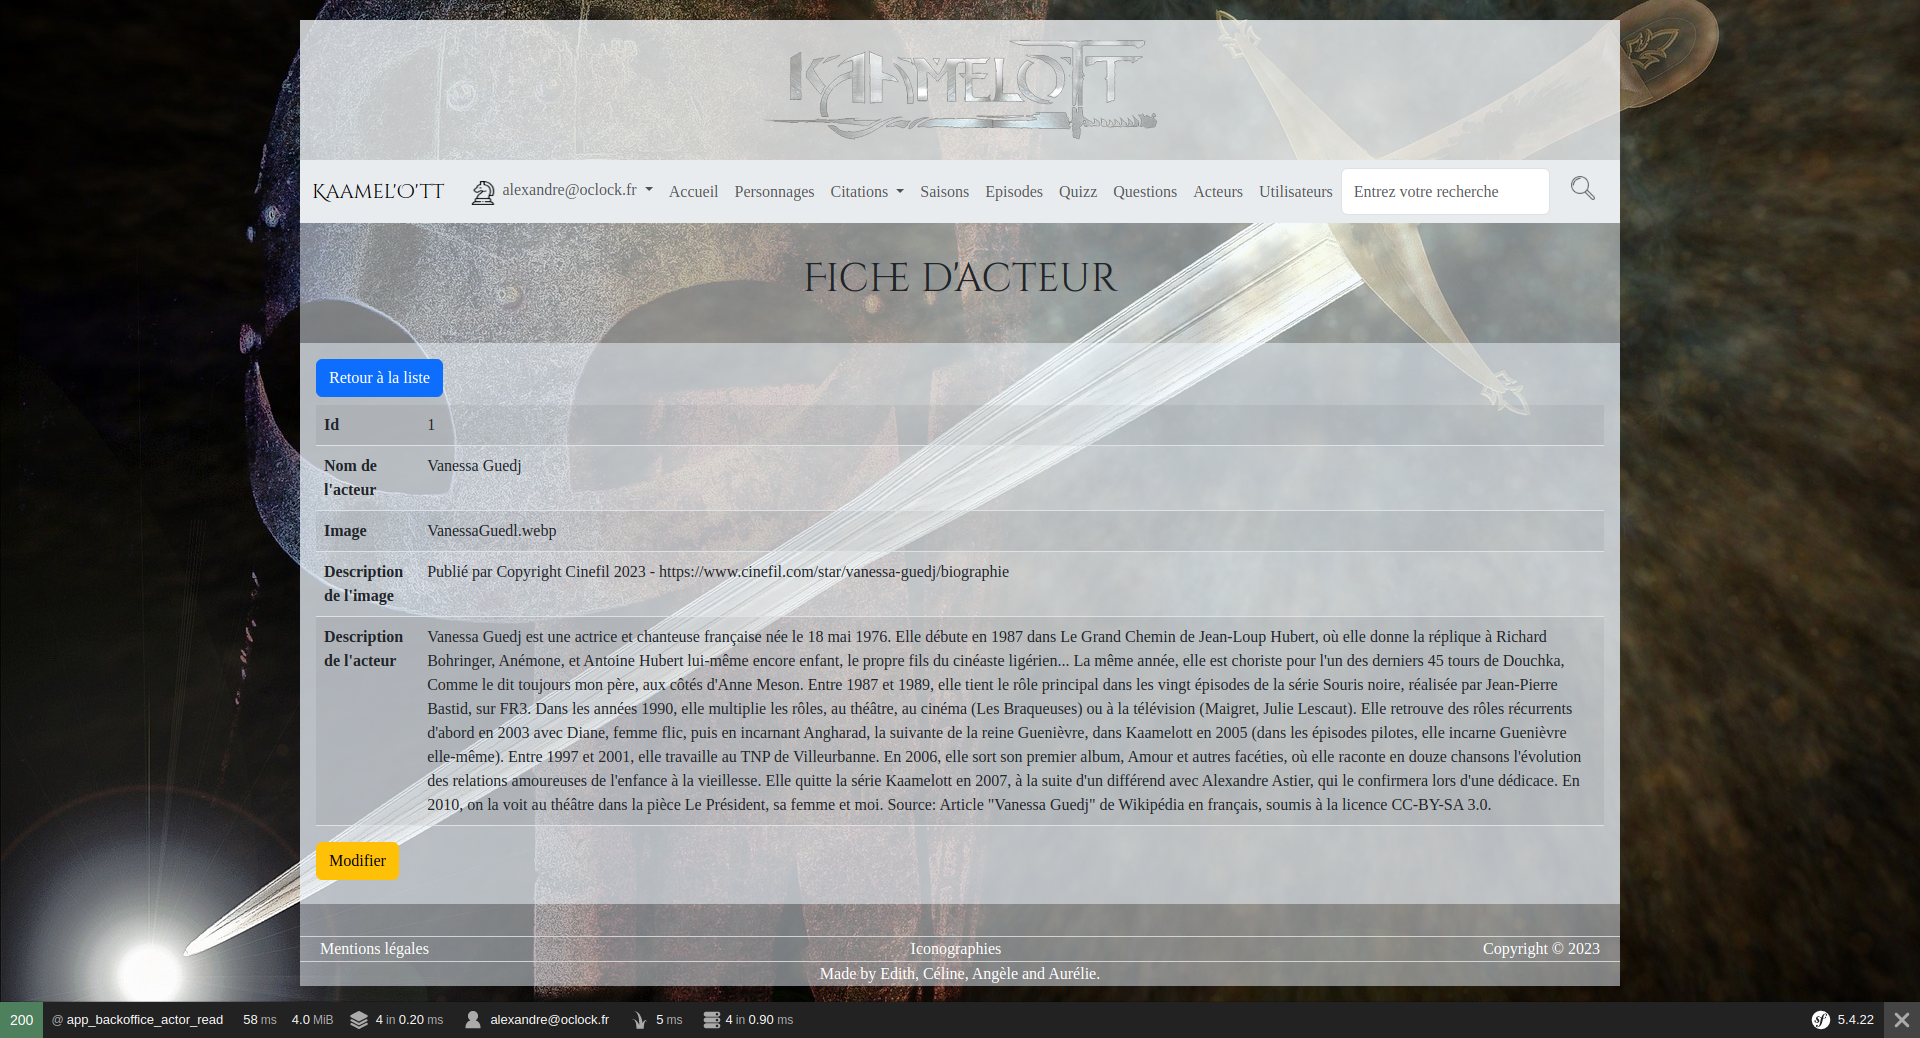 KAAMELOTT
KAAMEL'O'TT
alexandre@oclock.fr Accueil Personnages Citations Saisons Episodes Quizz Questions Acteurs Utilisateurs Entrez votre recherche
FICHE D'ACTEUR
Retour à la liste
Id 1
Nom de l'acteur Vanessa Guedj
Image VanessaGuedl.webp
Description de l'image Publié par Copyright Cinefil 2023 - https://www.cinefil.com/star/vanessa-guedj/biographie
Description de l'acteur
Vanessa Guedj est une actrice et chanteuse française née le 18 mai 1976. Elle débute en 1987 dans Le Grand Chemin de Jean-Loup Hubert, où elle donne la réplique à Richard
Bohringer, Anémone, et Antoine Hubert lui-même encore enfant, le propre fils du cinéaste ligérien... La même année, elle est choriste pour l'un des derniers 45 tours de Douchka,
Comme le dit toujours mon père, aux côtés d'Anne Meson. Entre 1987 et 1989, elle tient le rôle principal dans les vingt épisodes de la série Souris noire, réalisée par Jean-Pierre
Bastid, sur FR3. Dans les années 1990, elle multiplie les rôles, au théâtre, au cinéma (Les Braqueuses) ou à la télévision (Maigret, Julie Lescaut). Elle retrouve des rôles récurrents
d'abord en 2003 avec Diane, femme flic, puis en incarnant Angharad, la suivante de la reine Guenièvre, dans Kaamelott en 2005 (dans les épisodes pilotes, elle incarne Guenièvre
elle-même). Entre 1997 et 2001, elle travaille au TNP de Villeurbanne. En 2006, elle sort son premier album, Amour et autres facéties, où elle raconte en douze chansons l'évolution
des relations amoureuses de l'enfance à la vieillesse. Elle quitte la série Kaamelott en 2007, à la suite d'un différend avec Alexandre Astier, qui le confirmera lors d'une dédicace. En
2010, on la voit au théâtre dans la pièce Le Président, sa femme et moi. Source: Article "Vanessa Guedj" de Wikipédia en français, soumis à la licence CC-BY-SA 3.0.
Modifier
Mentions légales Iconographies Copyright © 2023
Made by Edith, Céline, Angèle and Aurélie.
200 @ app_backoffice_actor_read 58 ms 4.0 MiB 4 in 0.20 ms alexandre@oclock.fr 5 ms 4 in 0.90 ms sf 5.4.22